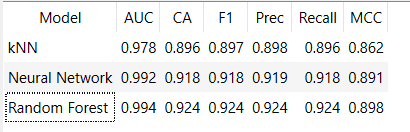 Model AUC CA F1 Prec Recall MCC
kNN 0.978 0.896 0.897 0.898 0.896 0.862
Neural Network 0.992 0.918 0.918 0.919 0.918 0.891
Random Forest 0.994 0.924 0.924 0.924 0.924 0.898